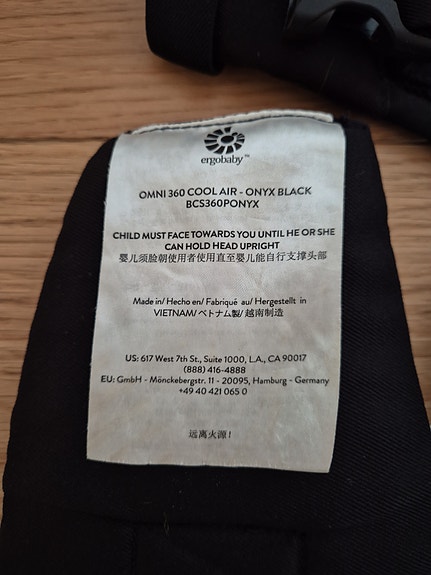 ergobaby™
OMNI 360 COOL AIR - ONYX BLACK
BCS360PONYX
CHILD MUST FACE TOWARDS YOU UNTIL HE OR SHE
CAN HOLD HEAD UPRIGHT
婴儿须脸朝使用者使用直至婴儿能自行支撑头部
Made in/ Hecho en/ Fabriqué au/ Hergestellt in
VIETNAM/ベトナム製/越南制造
US: 617 West 7th St., Suite 1000, L.A., CA 90017
(888) 416-4888
EU: GmbH - Mönckebergstr. 11 - 20095, Hamburg - Germany
+49 40 421 065 0
远离火源!